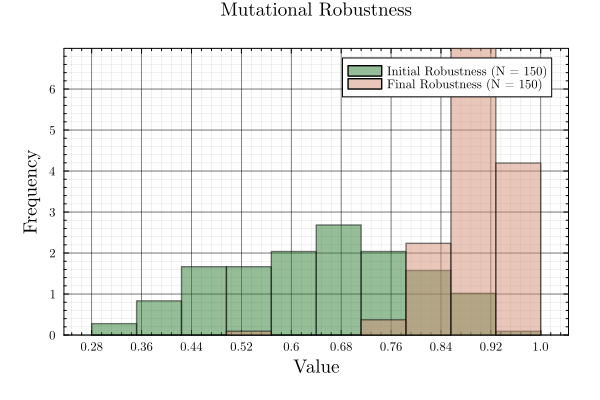 Mutational Robustness
Initial Robustness (N = 150)
Final Robustness (N = 150)
Frequency
6
5
4
3
2
1
0
0.28 0.36 0.44 0.52 0.6 0.68 0.76 0.84 0.92 1.0
Value